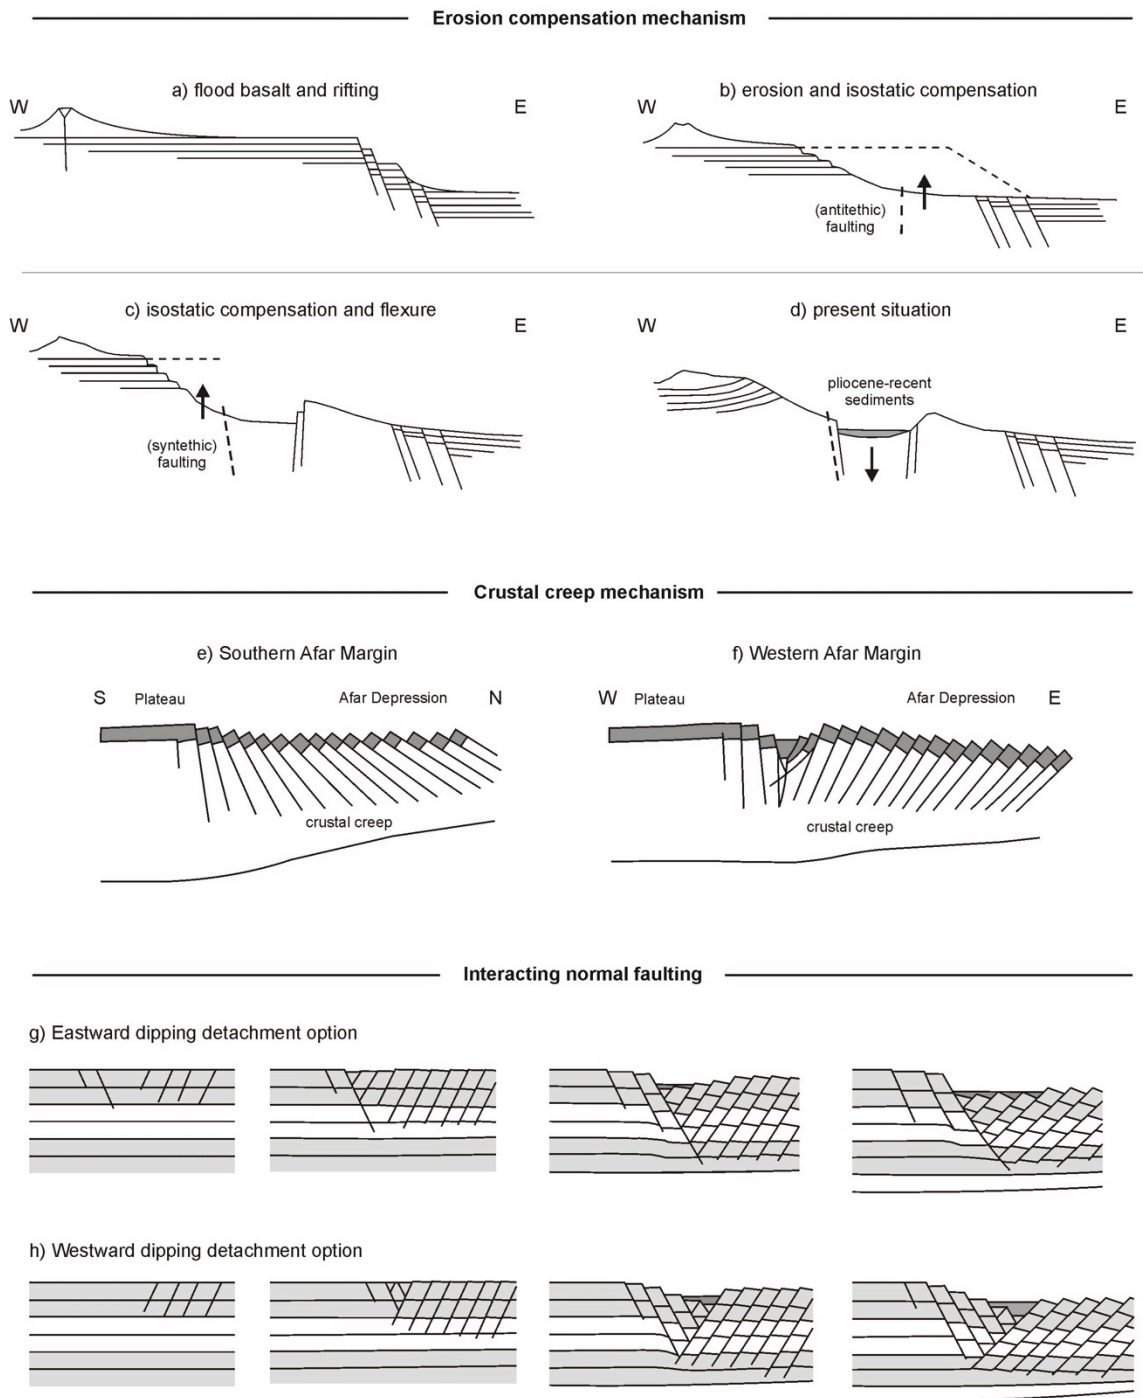 Erosion compensation mechanism
a) flood basalt and rifting
W
E
b) erosion and isostatic compensation
W
E
(antitethic)
faulting
c) isostatic compensation and flexure
W
E
(syntethic)
faulting
d) present situation
W
E
pliocene-recent
sediments
Crustal creep mechanism
e) Southern Afar Margin
S Plateau Afar Depression N
crustal creep
f) Western Afar Margin
W Plateau Afar Depression E
crustal creep
Interacting normal faulting
g) Eastward dipping detachment option
h) Westward dipping detachment option